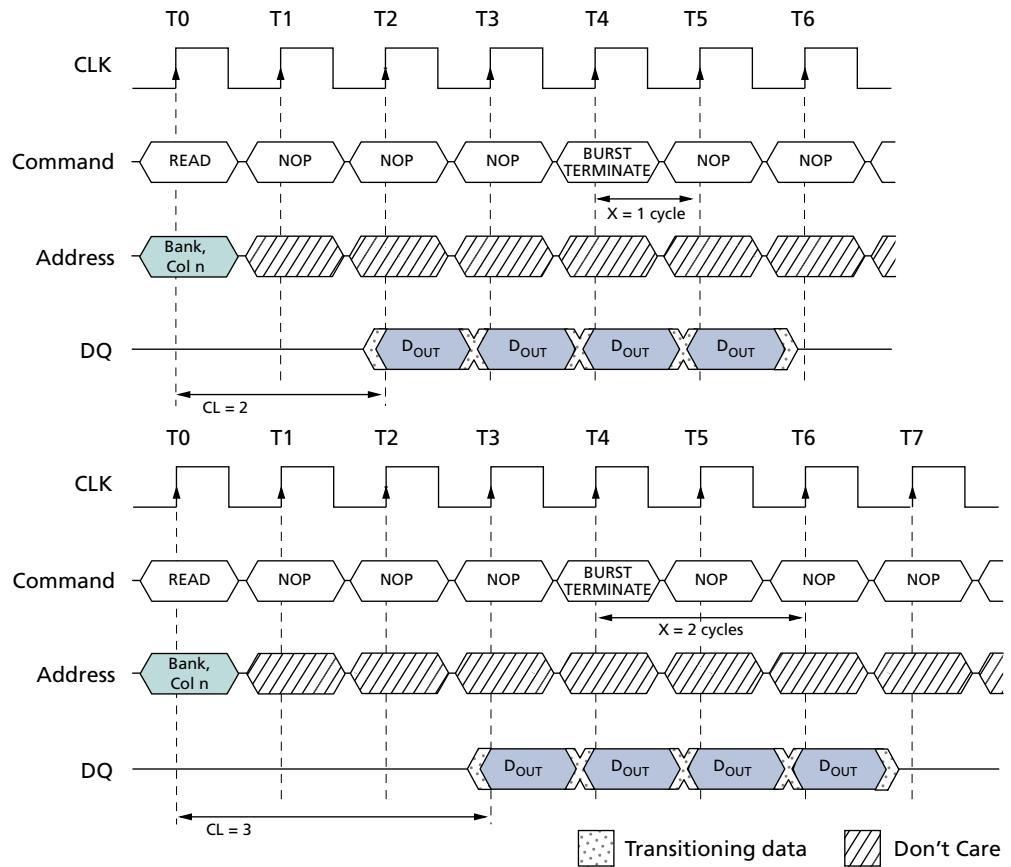 T0 T1 T2 T3 T4 T5 T6
CLK
Command READ NOP NOP NOP BURST TERMINATE NOP NOP
X = 1 cycle
Address Bank, Col n
DQ DOUT DOUT DOUT DOUT
CL = 2
T0 T1 T2 T3 T4 T5 T6 T7
CLK
Command READ NOP NOP NOP BURST TERMINATE NOP NOP NOP
X = 2 cycles
Address Bank, Col n
DQ DOUT DOUT DOUT DOUT
CL = 3
Transitioning data Don't Care